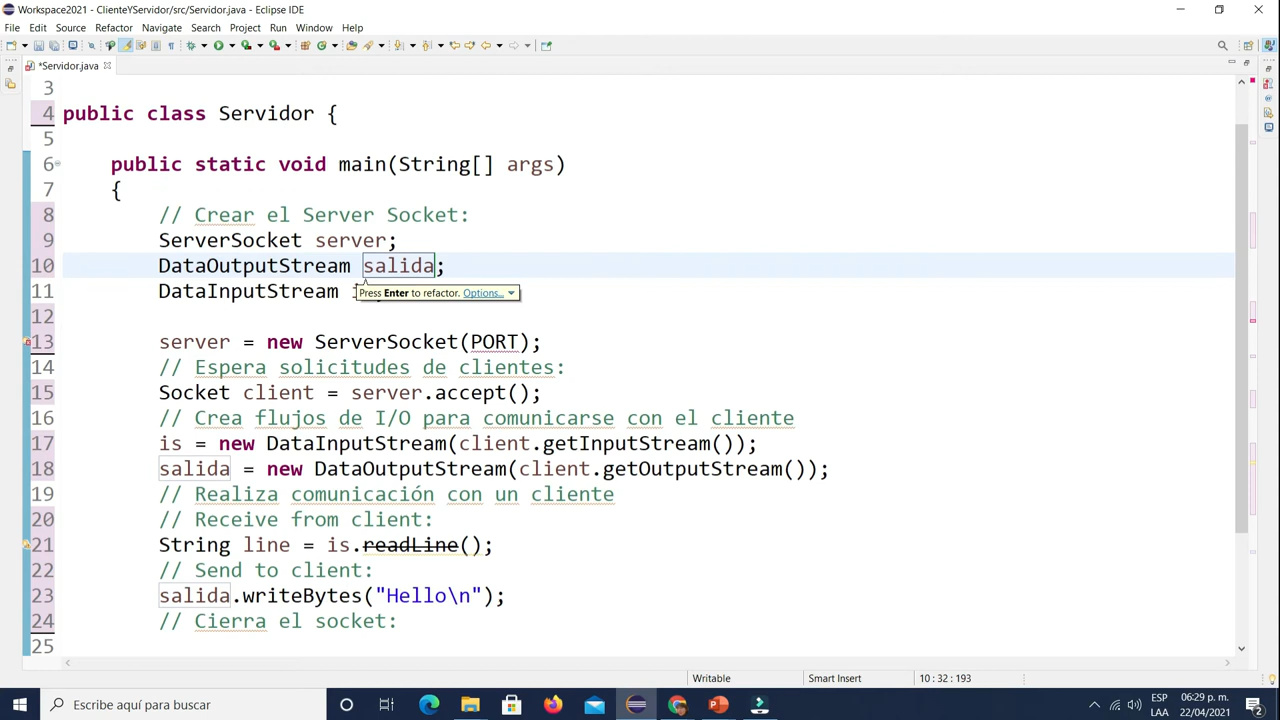 Workspace2021 - ClienteYServidor/src/Servidor.java - Eclipse IDE
File Edit Source Refactor Navigate Search Project Run Window Help
*Servidor.java
3
4 public class Servidor {
5
6 public static void main(String[] args)
7 {
8 // Crear el Server Socket:
9 ServerSocket server;
10 DataOutputStream salida;
11 DataInputStream
Press Enter to refactor. Options...
12
13 server = new ServerSocket(PORT);
14 // Espera solicitudes de clientes:
15 Socket client = server.accept();
16 // Crea flujos de I/O para comunicarse con el cliente
17 is = new DataInputStream(client.getInputStream());
18 salida = new DataOutputStream(client.getOutputStream());
19 // Realiza comunicación con un cliente
20 // Receive from client:
21 String line = is.readLine();
22 // Send to client:
23 salida.writeBytes("Hello\n");
24 // Cierra el socket:
25
Writable Smart Insert 10 : 32 : 193
Escribe aquí para buscar
ESP 06:29 p. m.
LAA 22/04/2021
2